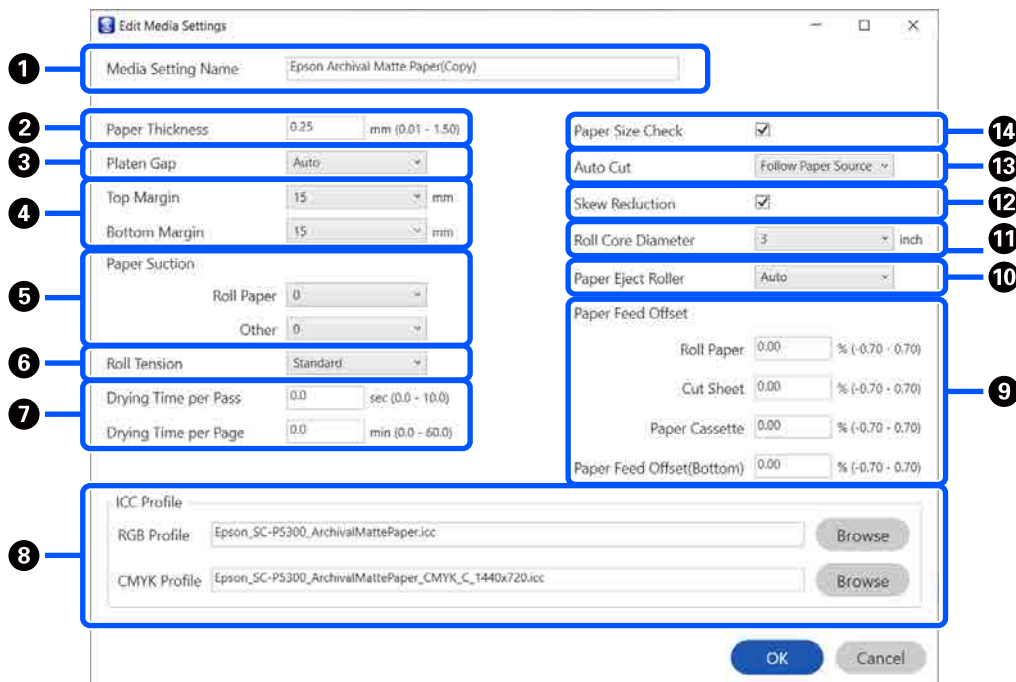 Edit Media Settings
1 Media Setting Name Epson Archival Matte Paper(Copy)
2 Paper Thickness 0.25 mm (0.01 - 1.50)
3 Platen Gap Auto
4 Top Margin 15 mm
Bottom Margin 15 mm
5 Paper Suction
Roll Paper 0
Other 0
6 Roll Tension Standard
7 Drying Time per Pass 0.0 sec (0.0 - 10.0)
Drying Time per Page 0.0 min (0.0 - 60.0)
Paper Size Check 14
Auto Cut Follow Paper Source 13
Skew Reduction 12
Roll Core Diameter 3 inch 11
Paper Eject Roller Auto 10
Paper Feed Offset
Roll Paper 0.00 % (-0.70 - 0.70)
Cut Sheet 0.00 % (-0.70 - 0.70) 9
Paper Cassette 0.00 % (-0.70 - 0.70)
Paper Feed Offset(Bottom) 0.00 % (-0.70 - 0.70)
ICC Profile
8 RGB Profile Epson_SC-P5300_ArchivalMattePaper.icc Browse
CMYK Profile Epson_SC-P5300_ArchivalMattePaper_CMYK_C_1440x720.icc Browse
OK Cancel